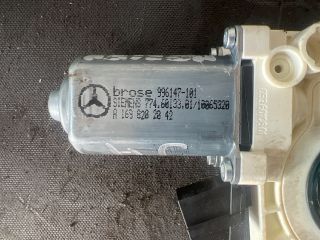 brose 996147-101
SIEMENS 774.60.33.01/10065320
A 169 820 20 42